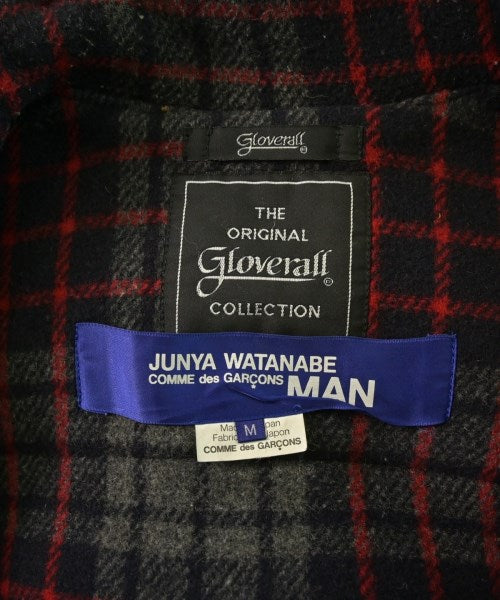 Gloverall
THE
ORIGINAL
Gloverall
COLLECTION
JUNYA WATANABE
COMME des GARÇONS MAN
M
COMME des GARÇONS